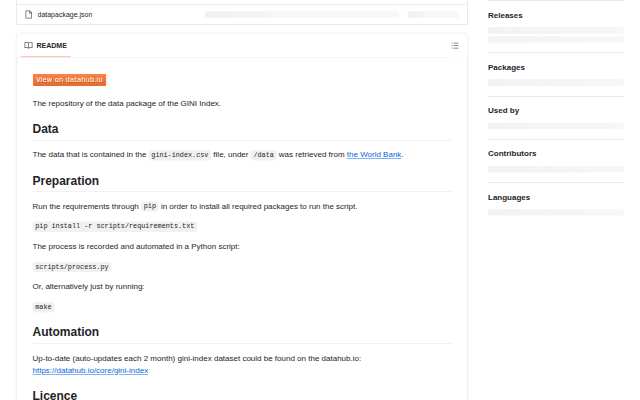 datapackage.json
README
View on datahub.io
The repository of the data package of the GINI Index.
Data
The data that is contained in the gini-index.csv file, under /data was retrieved from the World Bank.
Preparation
Run the requirements through pip in order to install all required packages to run the script.
pip install -r scripts/requirements.txt
The process is recorded and automated in a Python script:
scripts/process.py
Or, alternatively just by running:
make
Automation
Up-to-date (auto-updates each 2 month) gini-index dataset could be found on the datahub.io:
https://datahub.io/core/gini-index
Licence
Releases
Packages
Used by
Contributors
Languages